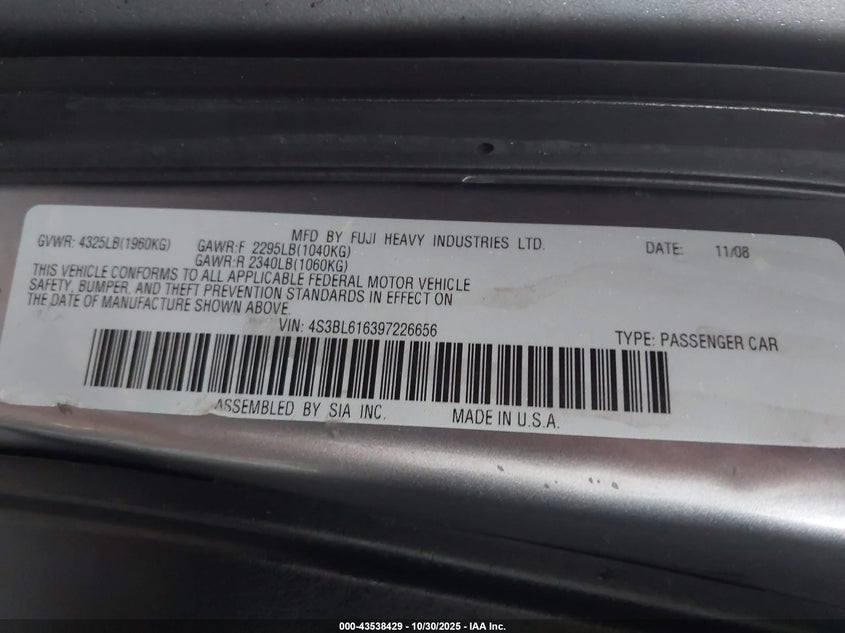 MFD BY FUJI HEAVY INDUSTRIES LTD. DATE: 11/08
GVWR: 4325LB(1960KG) GAWR:F 2295LB(1040KG)
GAWR:R 2340LB(1060KG)
THIS VEHICLE CONFORMS TO ALL APPLICABLE FEDERAL MOTOR VEHICLE
SAFETY, BUMPER, AND THEFT PREVENTION STANDARDS IN EFFECT ON
THE DATE OF MANUFACTURE SHOWN ABOVE.
VIN: 4S3BL616397226656 TYPE: PASSENGER CAR
ASSEMBLED BY SIA INC. MADE IN U.S.A.
000-43538429 - 10/30/2025 - IAA Inc.